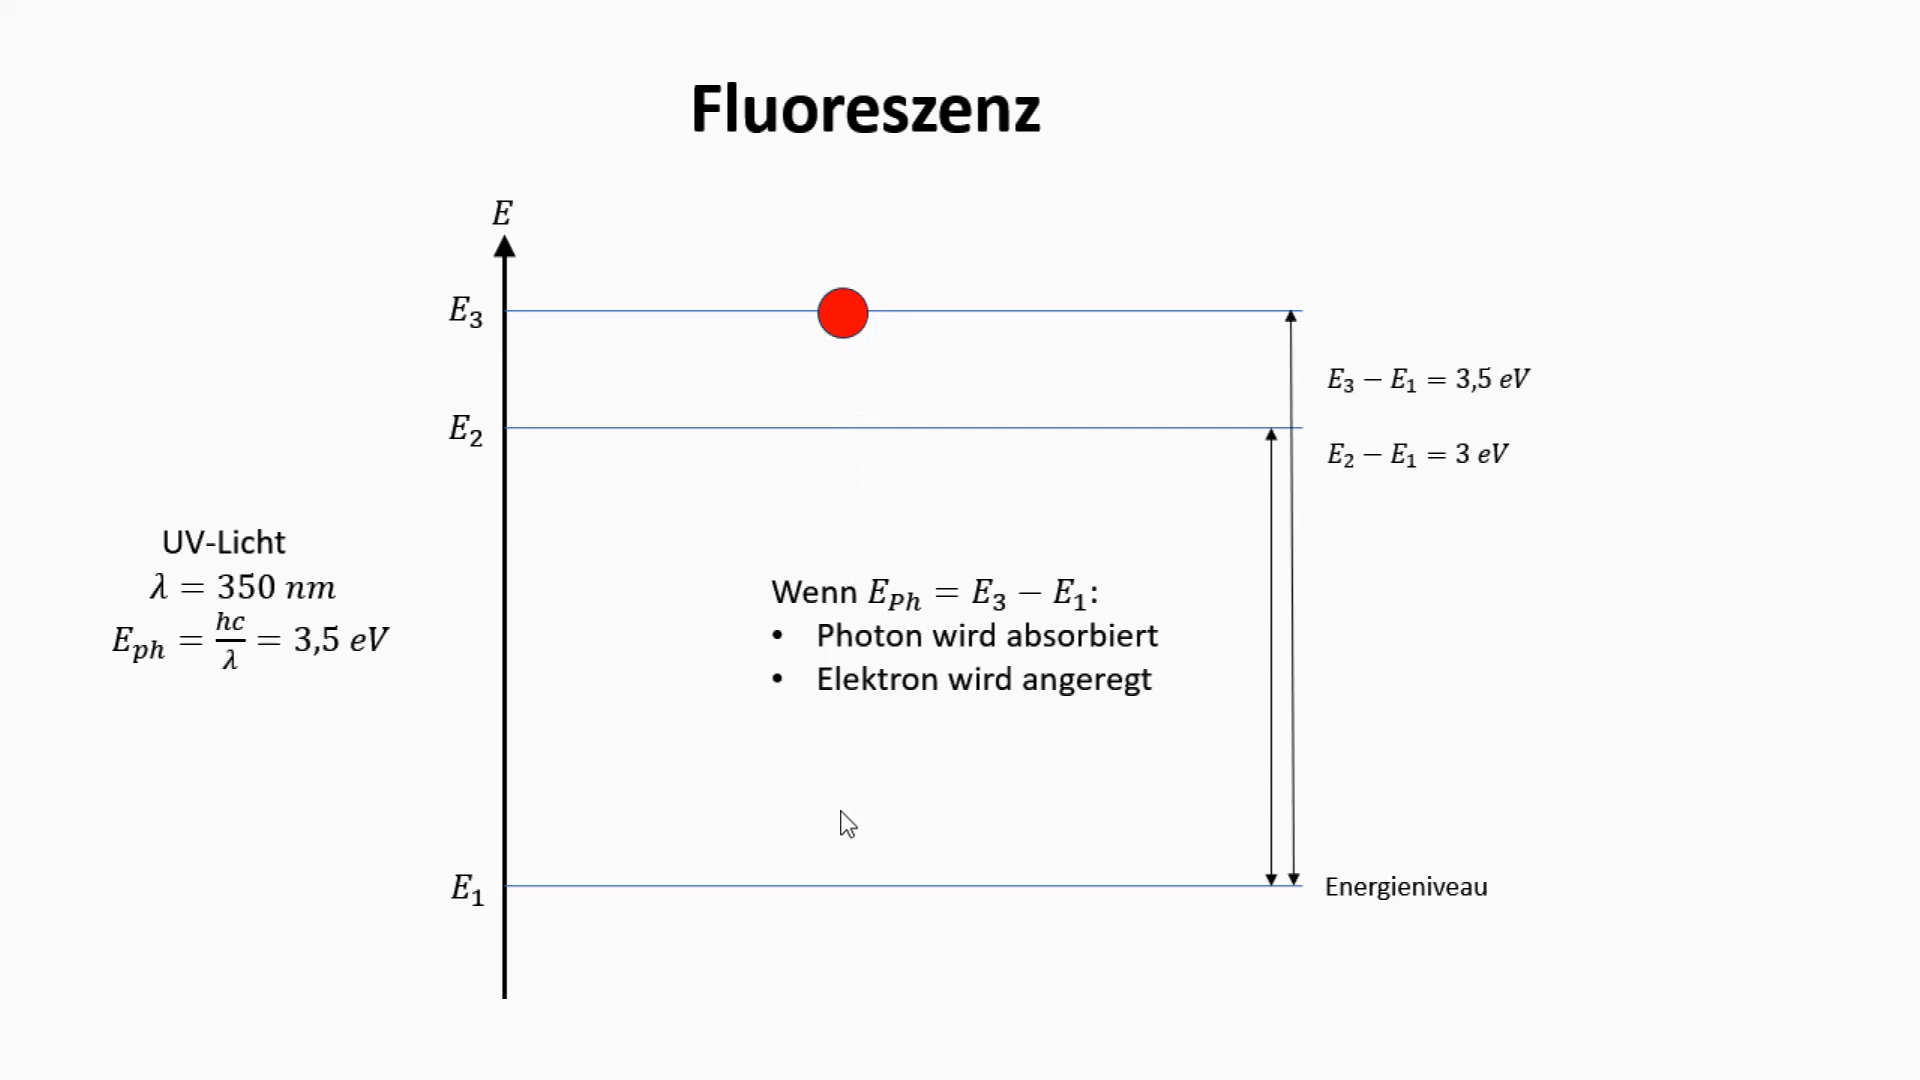 Fluoreszenz
E
E₃
E₃ − E₁ = 3,5 eV
E₂
E₂ − E₁ = 3 eV
UV-Licht
λ = 350 nm
E_ph = hc/λ = 3,5 eV
Wenn E_Ph = E₃ − E₁:
• Photon wird absorbiert
• Elektron wird angeregt
E₁
Energieniveau